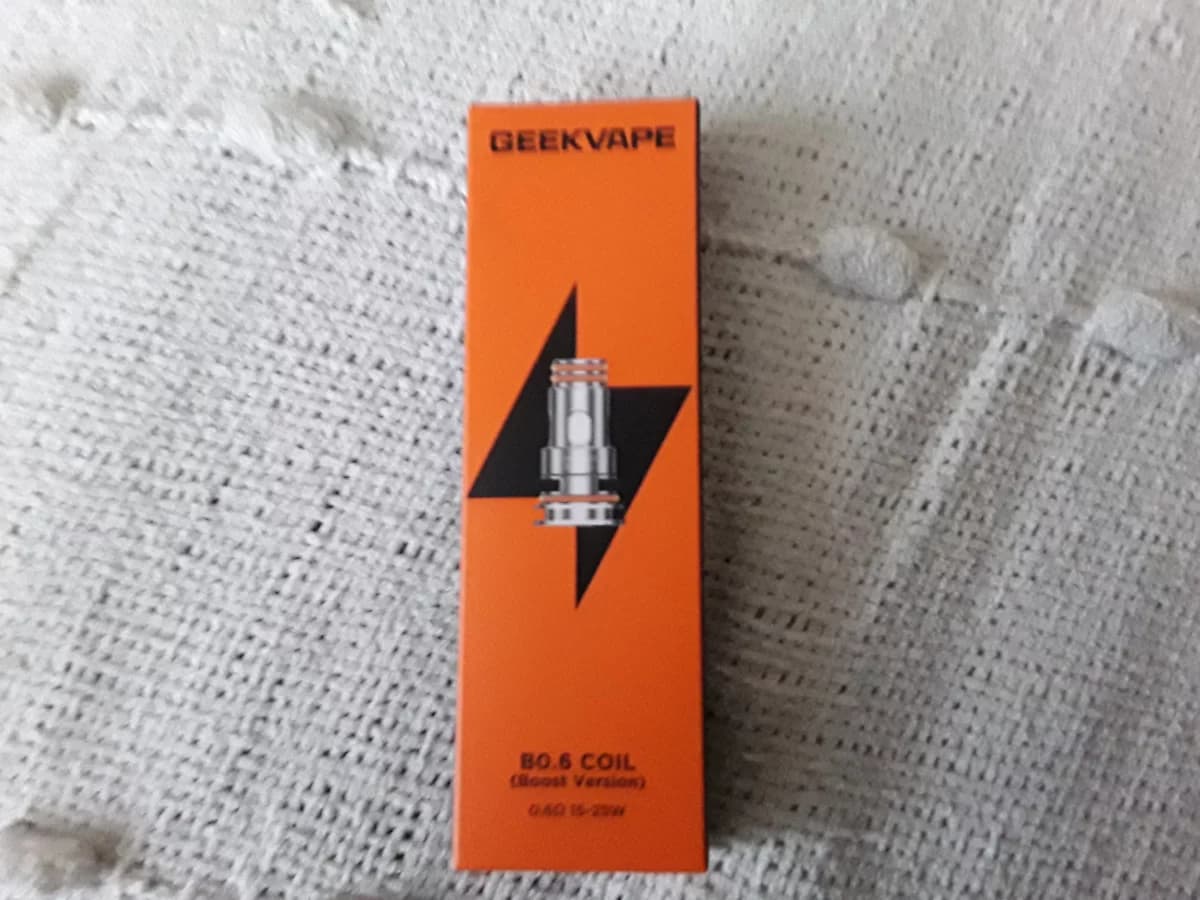 GEEKVAPE
B0.6 COIL
(Boost Version)
0.6Ω 15-25W